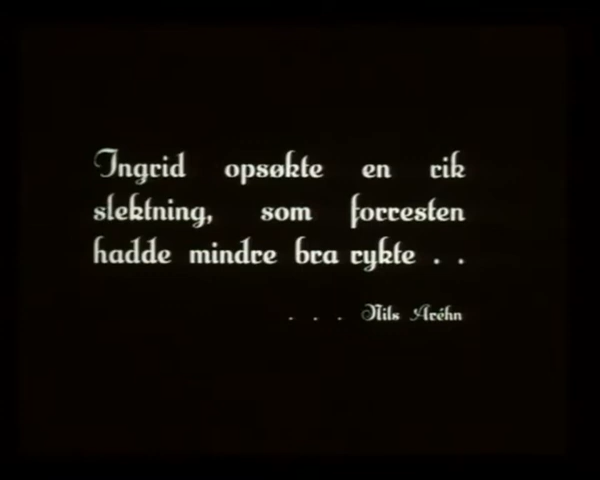 Ingrid opsøkte en rik
slektning, som forresten
hadde mindre bra rykte . .
. . . Nils Aréhn